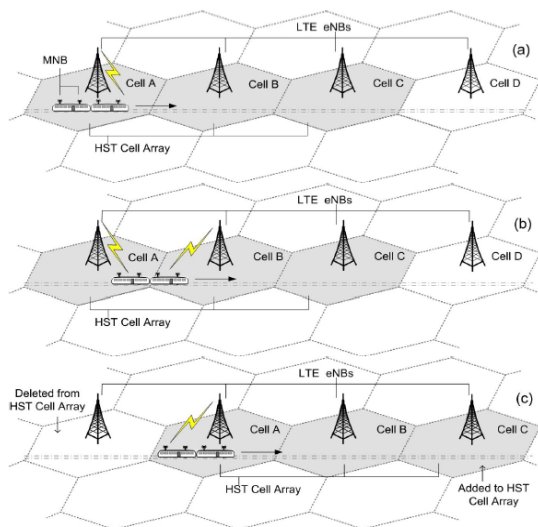 LTE eNBs
(a)
MNB
Cell A
Cell B
Cell C
Cell D
HST Cell Array
LTE eNBs
(b)
Cell A
Cell B
Cell C
Cell D
HST Cell Array
LTE eNBs
(c)
Deleted from
HST Cell Array
Cell A
Cell B
Cell C
HST Cell Array
Added to HST
Cell Array